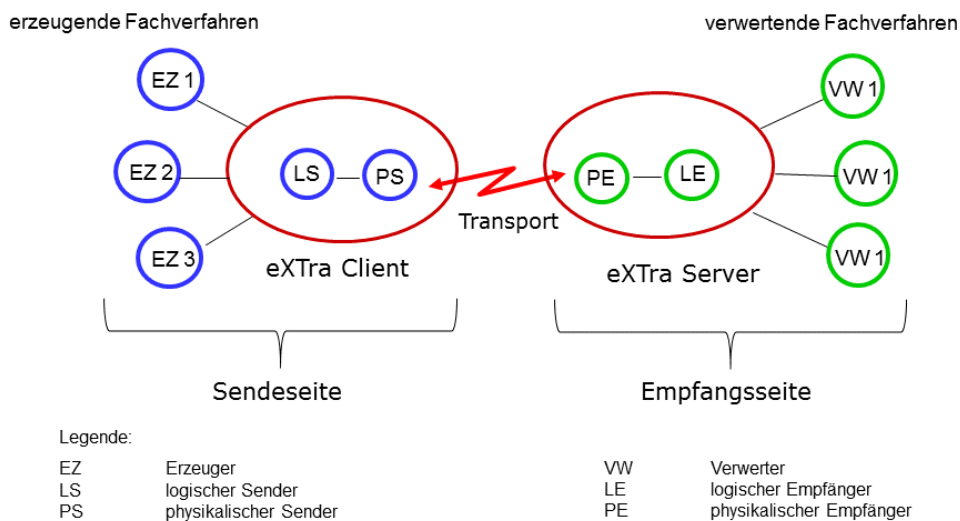 erzeugende Fachverfahren
verwertende Fachverfahren
EZ 1
EZ 2
EZ 3
LS
PS
Transport
PE
LE
VW 1
VW 1
VW 1
eXTra Client
eXTra Server
Sendeseite
Empfangsseite
Legende:
EZ Erzeuger
LS logischer Sender
PS physikalischer Sender
VW Verwerter
LE logischer Empfänger
PE physikalischer Empfänger